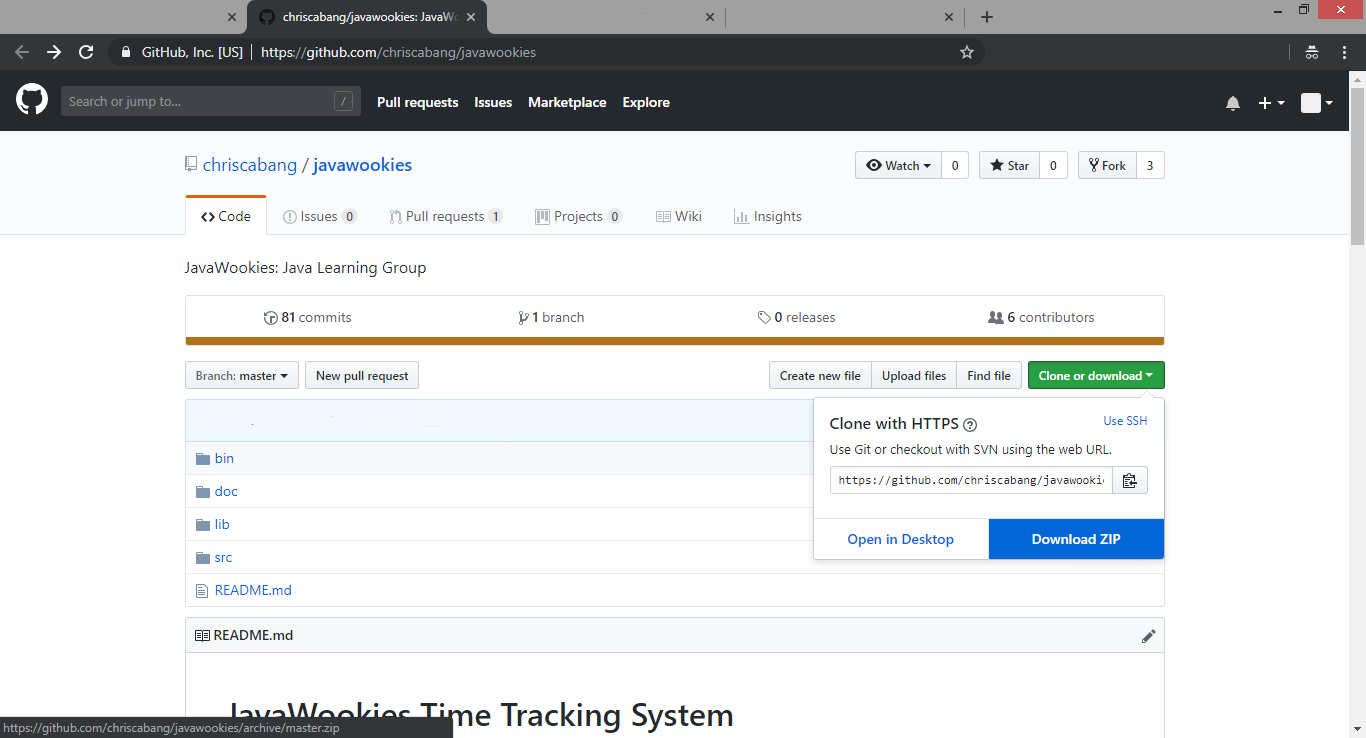 chriscabang/javawookies: JavaWo
GitHub, Inc. [US] https://github.com/chriscabang/javawookies
Search or jump to... / Pull requests Issues Marketplace Explore
chriscabang / javawookies Watch 0 Star 0 Fork 3
Code Issues 0 Pull requests 1 Projects 0 Wiki Insights
JavaWookies: Java Learning Group
81 commits 1 branch 0 releases 6 contributors
Branch: master New pull request Create new file Upload files Find file Clone or download
Clone with HTTPS ? Use SSH
Use Git or checkout with SVN using the web URL.
https://github.com/chriscabang/javawookie
Open in Desktop Download ZIP
bin
doc
lib
src
README.md
README.md
JavaWookies Time Tracking System
https://github.com/chriscabang/javawookies/archive/master.zip